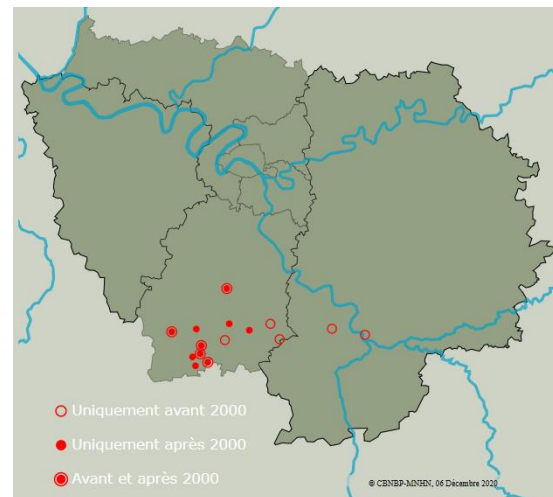 Uniquement avant 2000
Uniquement après 2000
Avant et après 2000
© CBNBP-MNHN, 06 Décembre 2020